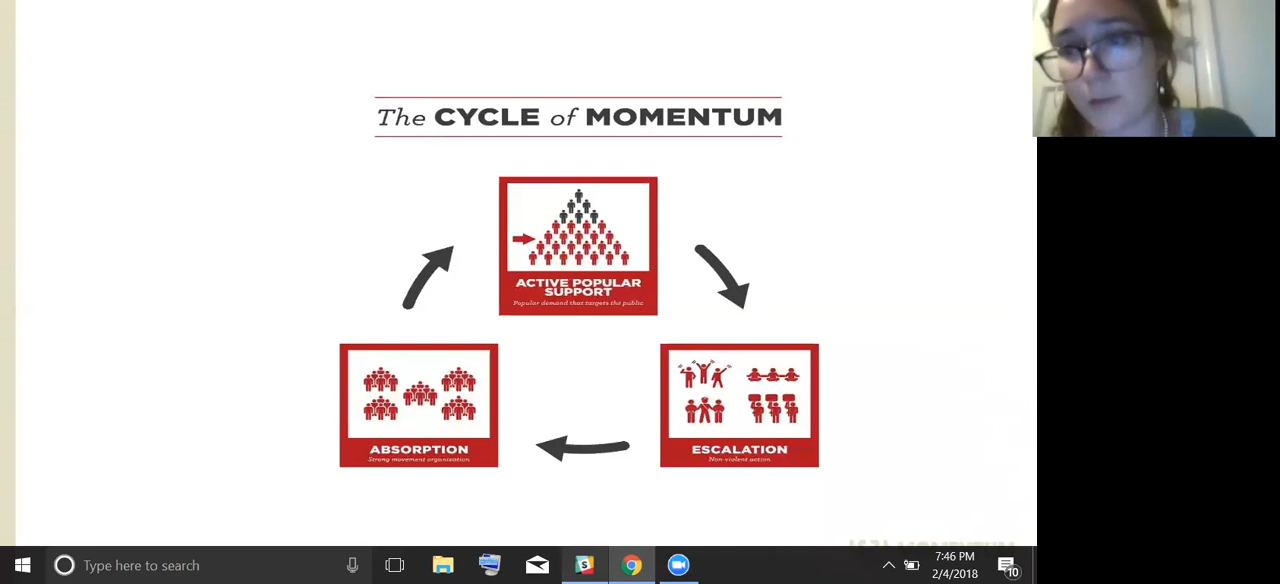 The CYCLE of MOMENTUM
ACTIVE POPULAR
SUPPORT
Popular demand that targets the public
ABSORPTION
Strong movement organization
ESCALATION
Non-violent action
MOMENTUM
Type here to search
S
7:46 PM
2/4/2018
10